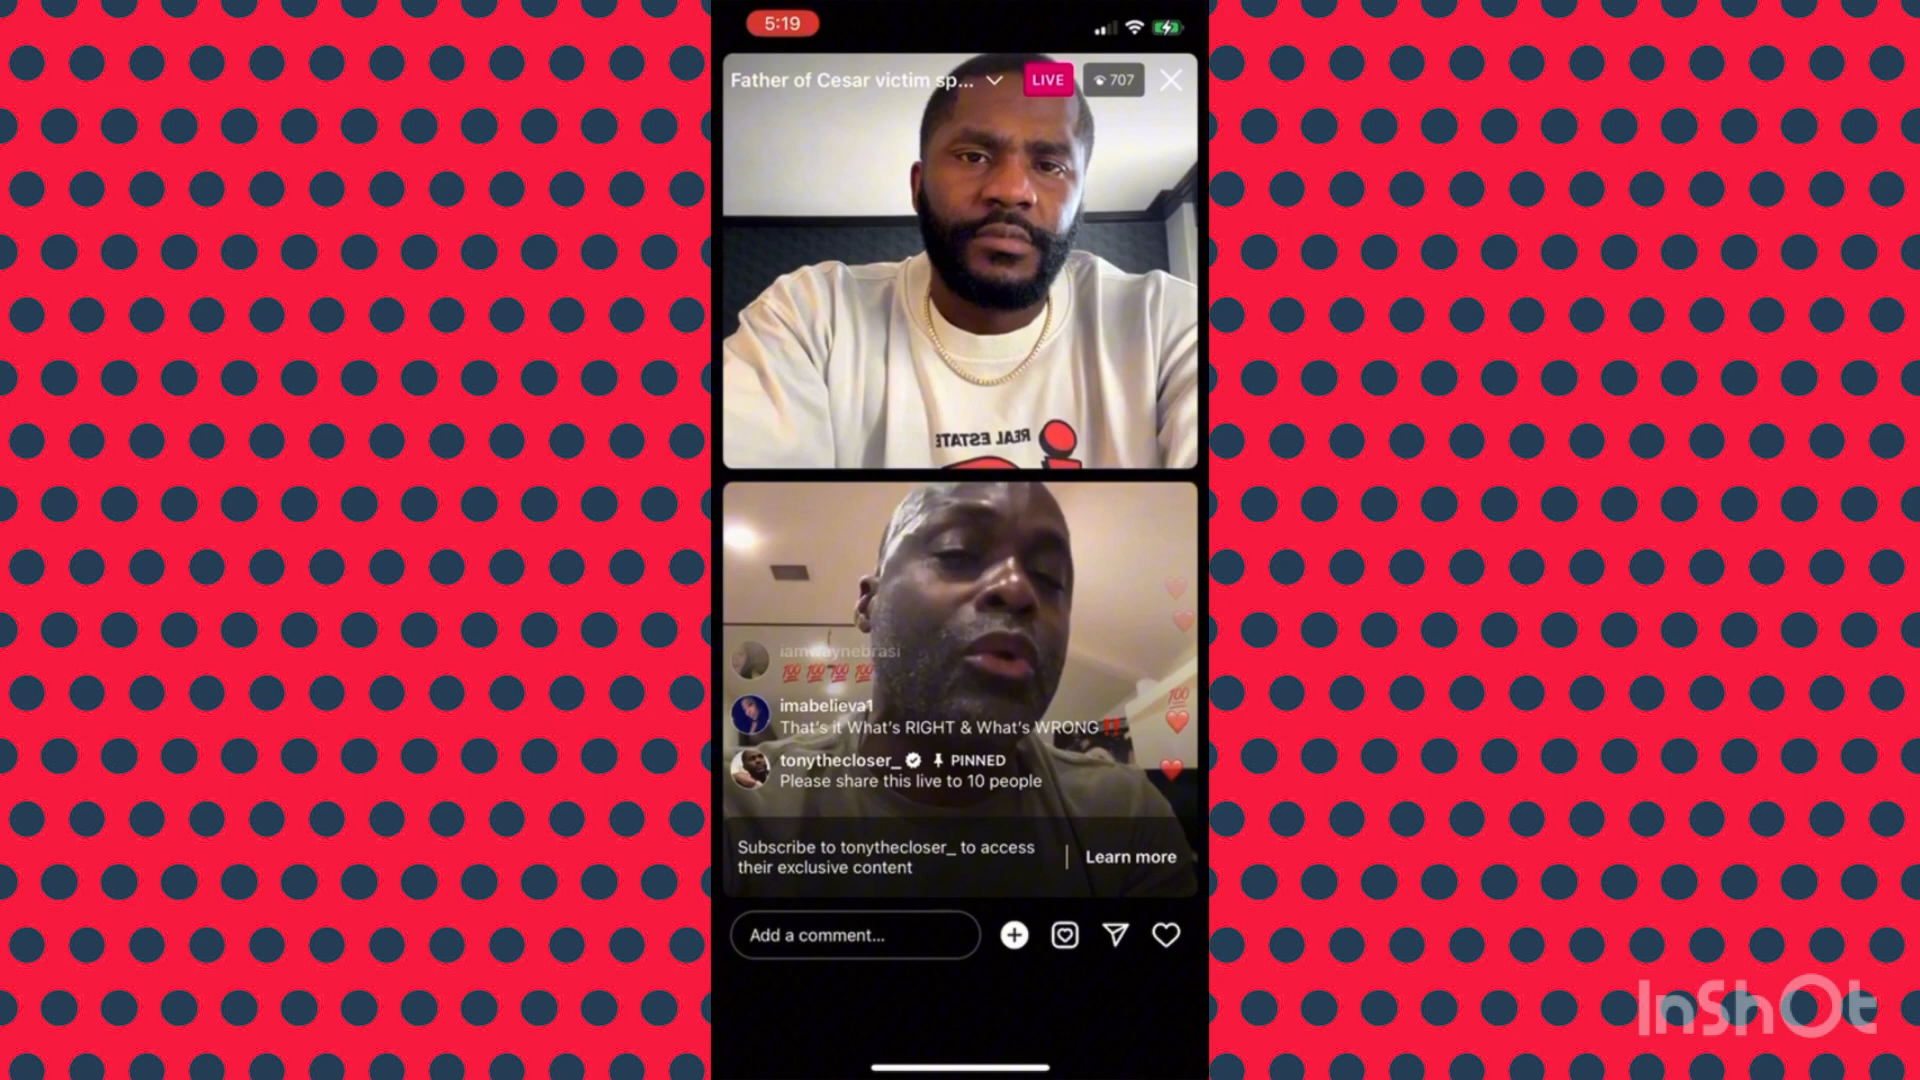 5:19
Father of Cesar victim sp...
LIVE
707
REAL ESTATE
iamwaynebrasi
💯 💯 💯 💯
imabelieva1
That's it What's RIGHT & What's WRONG‼️
tonythecloser_ PINNED
Please share this live to 10 people
Subscribe to tonythecloser_ to access
their exclusive content
Learn more
Add a comment...
InShOt